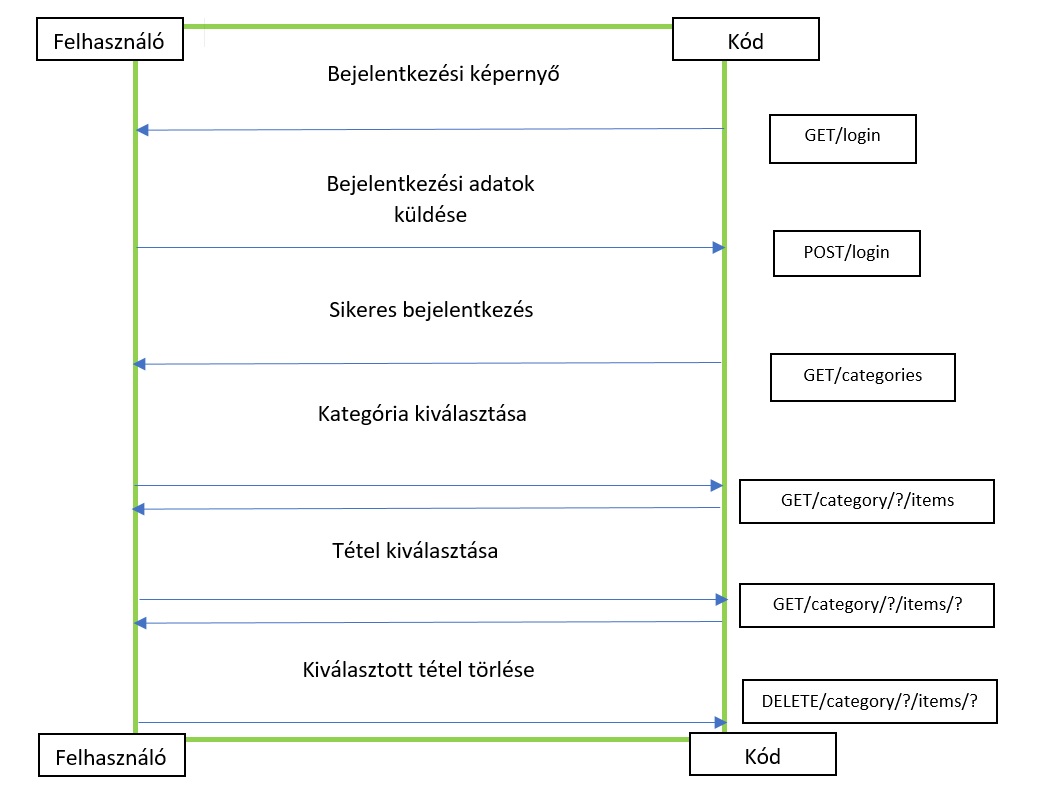 Felhasználó
Kód
Bejelentkezési képernyő
GET/login
Bejelentkezési adatok
küldése
POST/login
Sikeres bejelentkezés
GET/categories
Kategória kiválasztása
GET/category/?/items
Tétel kiválasztása
GET/category/?/items/?
Kiválasztott tétel törlése
DELETE/category/?/items/?
Felhasználó
Kód